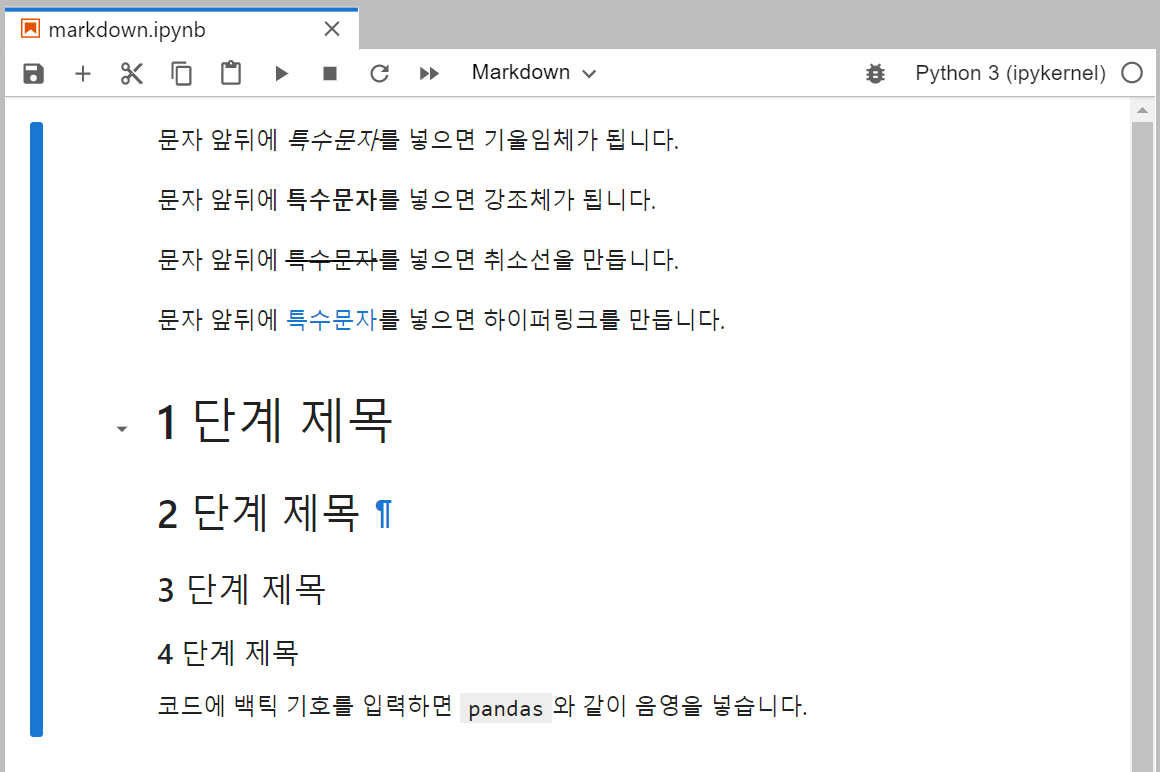 markdown.ipynb
Markdown
Python 3 (ipykernel)
문자 앞뒤에 특수문자를 넣으면 기울임체가 됩니다.
문자 앞뒤에 특수문자를 넣으면 강조체가 됩니다.
문자 앞뒤에 특수문자를 넣으면 취소선을 만듭니다.
문자 앞뒤에 특수문자를 넣으면 하이퍼링크를 만듭니다.
1 단계 제목
2 단계 제목 ¶
3 단계 제목
4 단계 제목
코드에 백틱 기호를 입력하면 pandas와 같이 음영을 넣습니다.